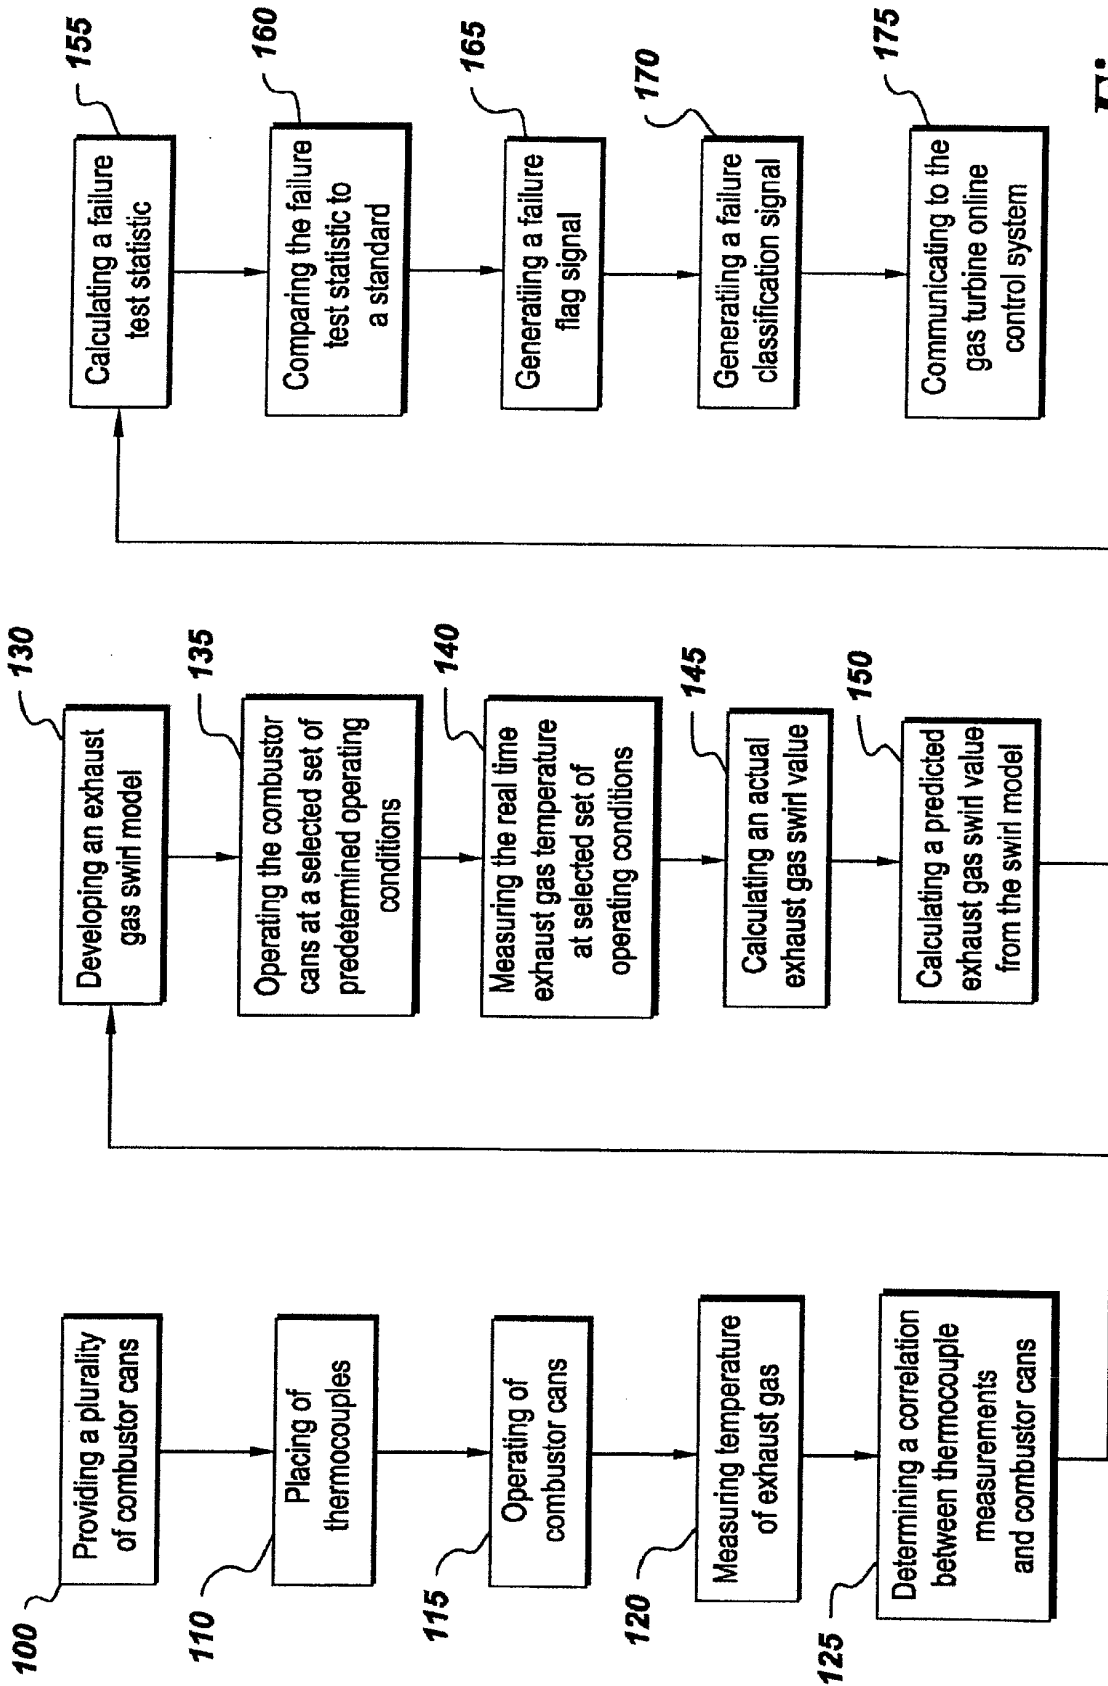 100
Providing a plurality
of combustor cans
110
Placing of
thermocouples
115
Operating of
combustor cans
120
Measuring temperature
of exhaust gas
125
Determining a correlation
between thermocouple
measurements
and combustor cans
130
Developing an exhaust
gas swirl model
135
Operating the combustor
cans at a selected set of
predetermined operating
conditions
140
Measuring the real time
exhaust gas temperature
at selected set of
operating conditions
145
Calculating an actual
exhaust gas swirl value
150
Calculating a predicted
exhaust gas swirl value
from the swirl model
155
Calculating a failure
test statistic
160
Comparing the failure
test statistic to
a standard
165
Generatiing a failure
flag signal
170
Generatiing a failure
classification signal
175
Communicating to the
gas turbine online
control system